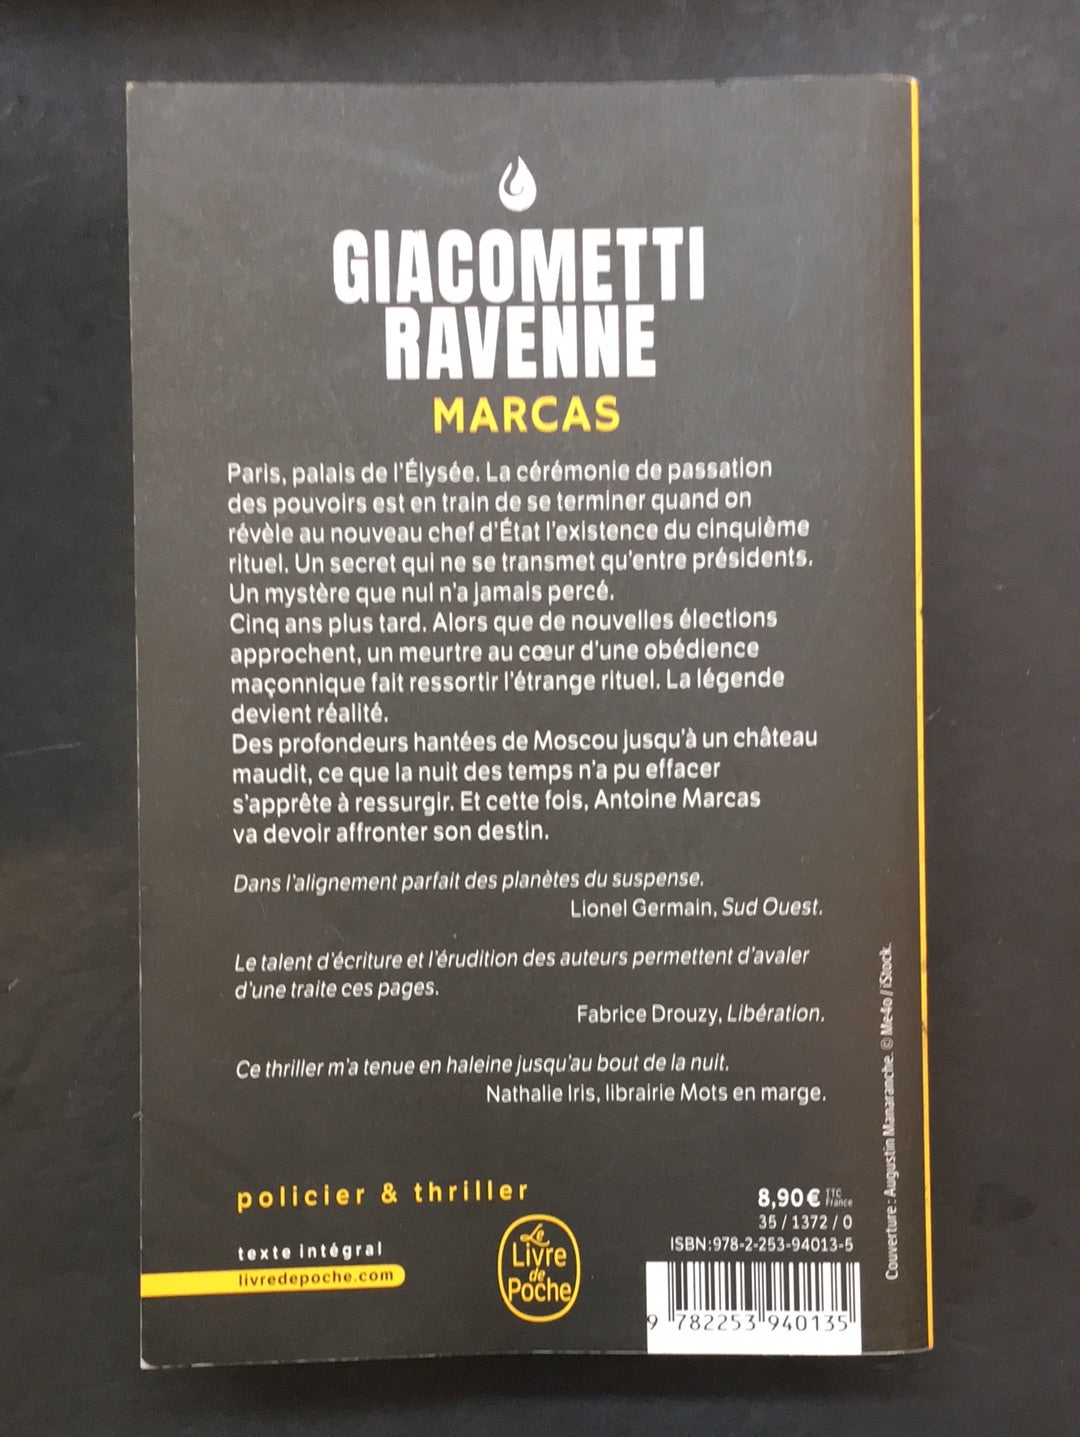 GIACOMETTI
RAVENNE
MARCAS
Paris, palais de l'Élysée. La cérémonie de passation
des pouvoirs est en train de se terminer quand on
révèle au nouveau chef d'État l'existence du cinquième
rituel. Un secret qui ne se transmet qu'entre présidents.
Un mystère que nul n'a jamais percé.
Cinq ans plus tard. Alors que de nouvelles élections
approchent, un meurtre au cœur d'une obédience
maçonnique fait ressortir l'étrange rituel. La légende
devient réalité.
Des profondeurs hantées de Moscou jusqu'à un château
maudit, ce que la nuit des temps n'a pu effacer
s'apprête à ressurgir. Et cette fois, Antoine Marcas
va devoir affronter son destin.
Dans l'alignement parfait des planètes du suspense.
Lionel Germain, Sud Ouest.
Le talent d'écriture et l'érudition des auteurs permettent d'avaler
d'une traite ces pages.
Fabrice Drouzy, Libération.
Ce thriller m'a tenue en haleine jusqu'au bout de la nuit.
Nathalie Iris, librairie Mots en marge.
policier & thriller
texte intégral
livredepoche.com
Le
Livre
de
Poche
8,90 € TTC France
35 / 1372 / 0
ISBN:978-2-253-94013-5
9 782253 940135
Couverture : Augustin Manaranche. © Me4o / iStock.